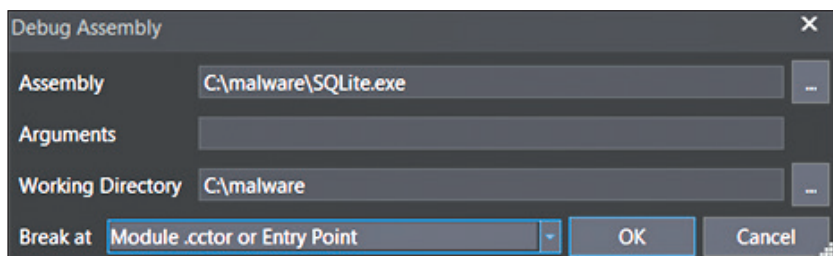 Debug Assembly
Assembly C:\malware\SQLite.exe ...
Arguments
Working Directory C:\malware ...
Break at Module .cctor or Entry Point OK Cancel